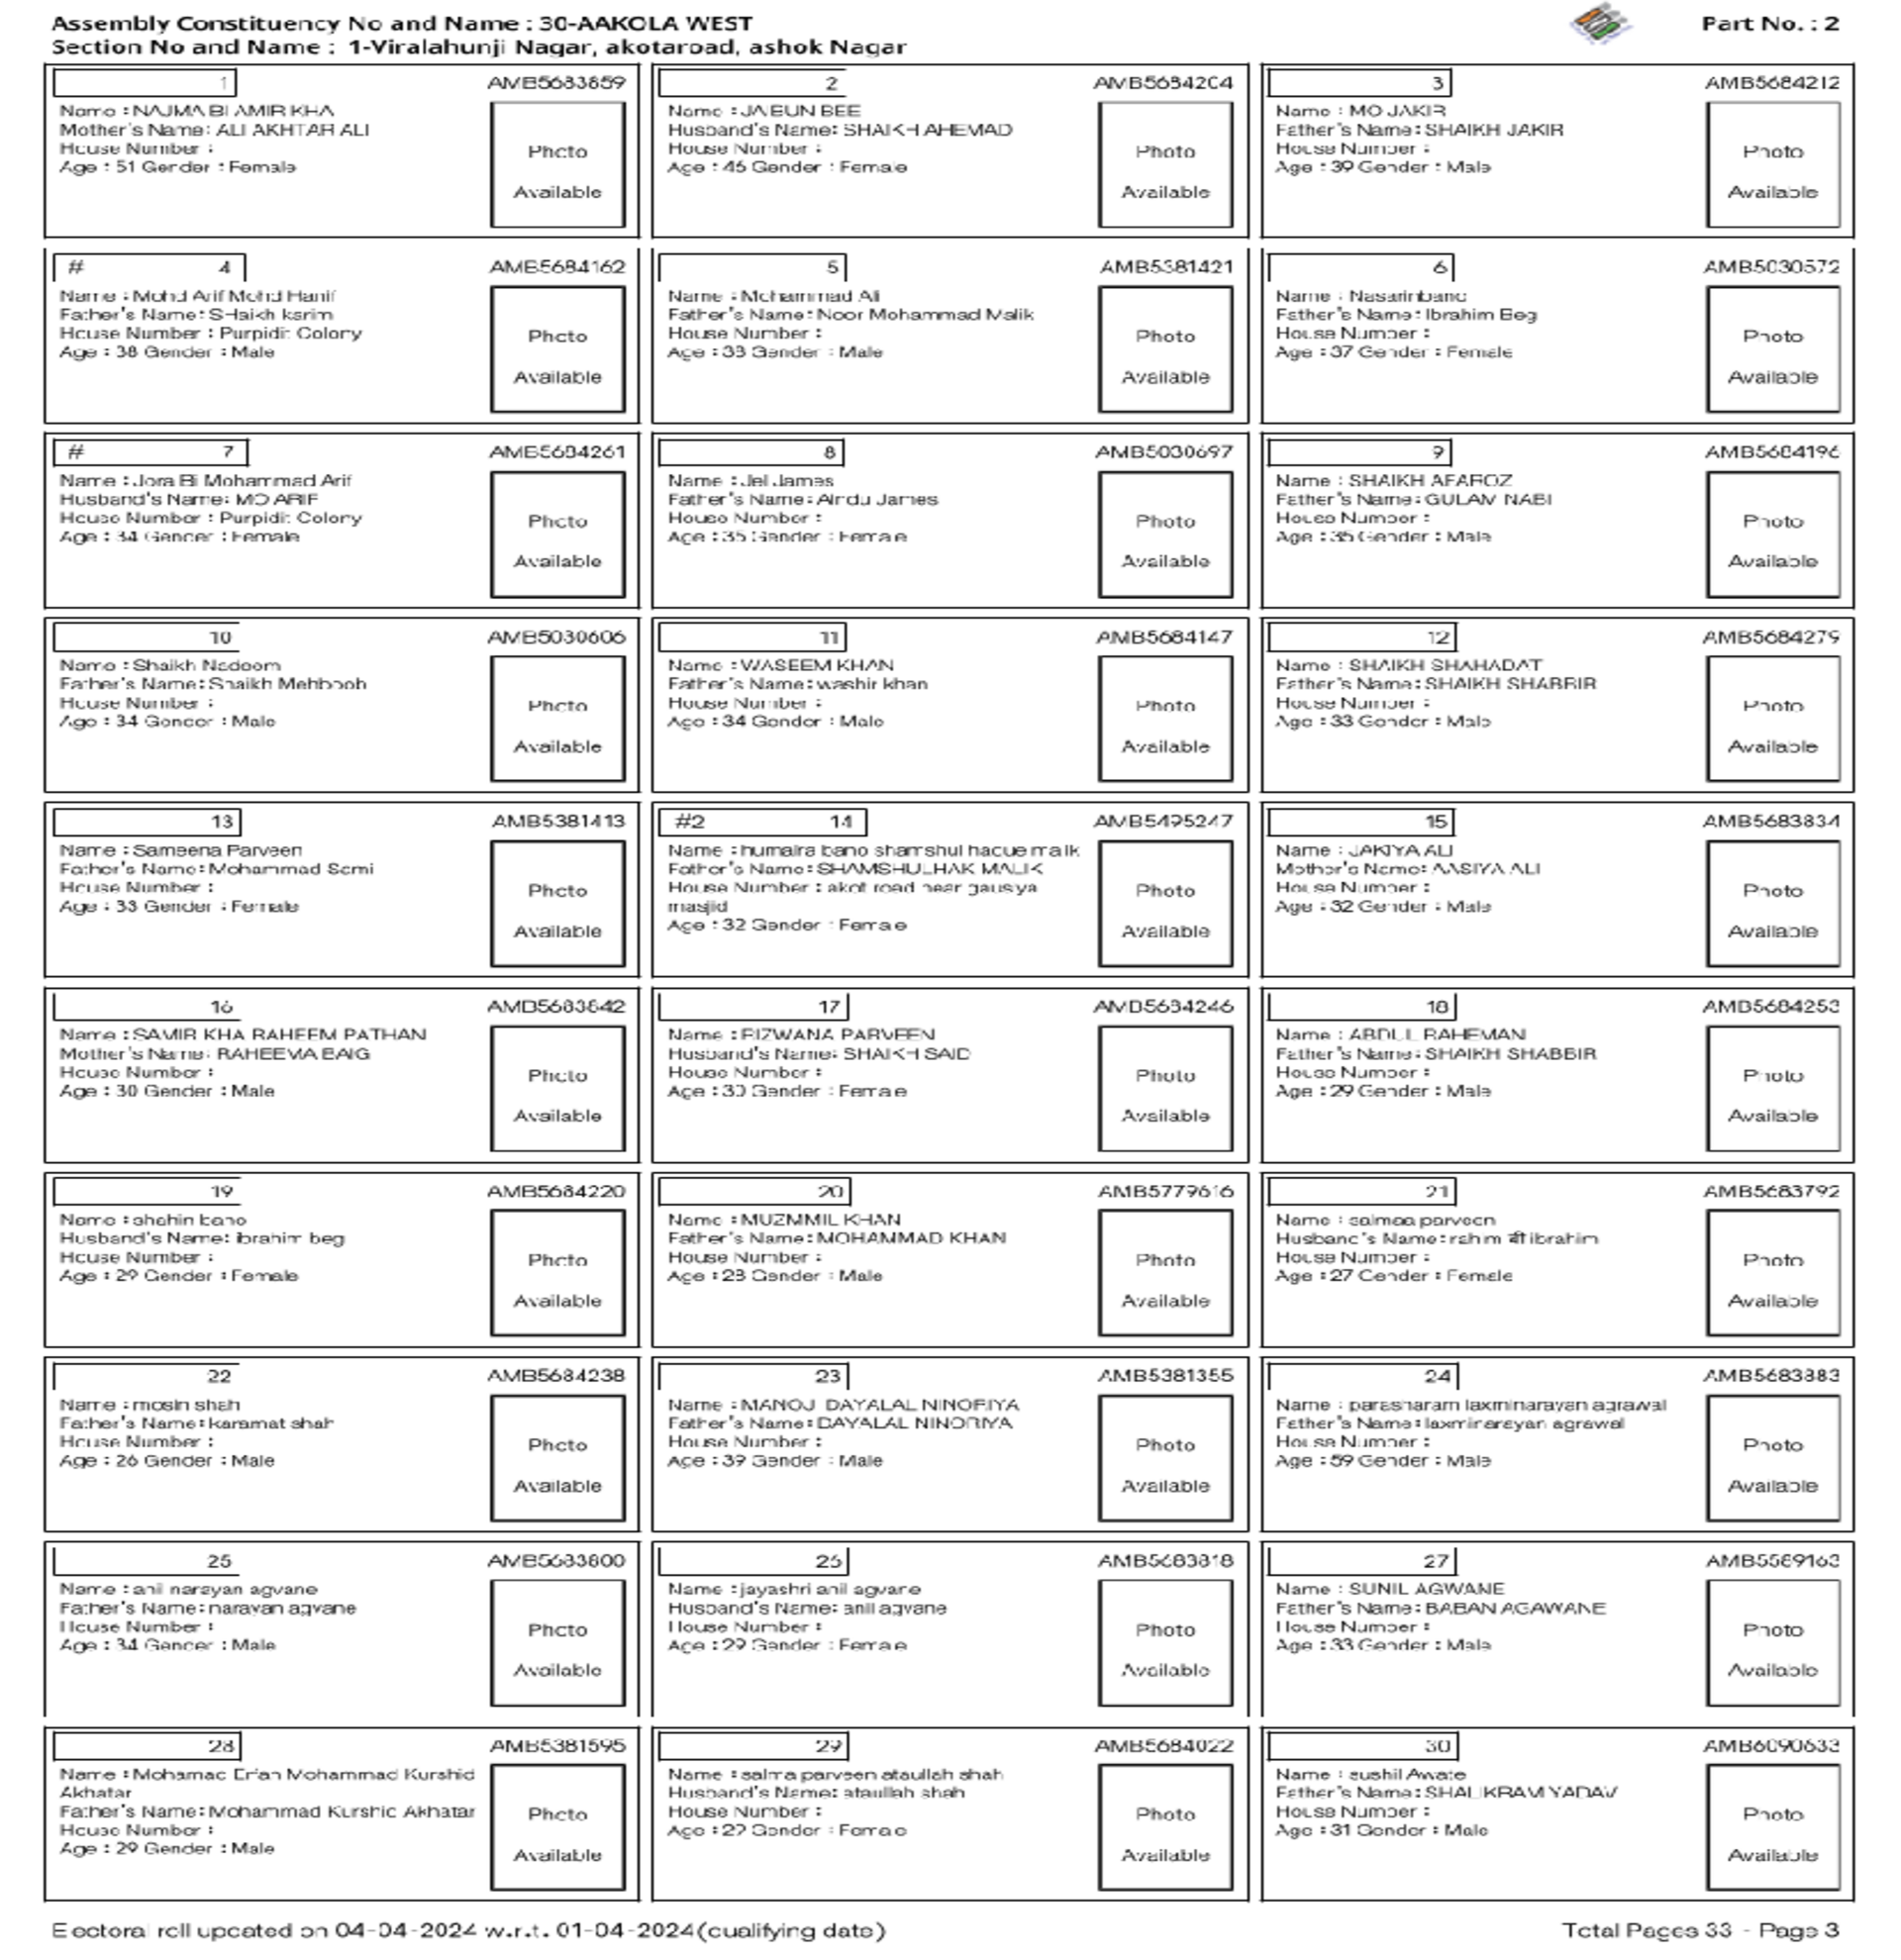 Assembly Constituency No and Name : 30-AAKOLA WEST
Part No. : 2
Section No and Name : 1-Viralahunji Nagar, akotaroad, ashok Nagar
1 AMB5683859
Name : NAJMA BI AMIR KHA
Mother's Name: ALI AKHTAR ALI
House Number :
Age : 51 Gender : Female
Photo
Available
2 AMB5684204
Name : JABUN BEE
Husband's Name: SHAIKH AHEMAD
House Number :
Age : 46 Gender : Female
Photo
Available
3 AMB5684212
Name : MO JAKIR
Father's Name: SHAIKH JAKIR
House Number :
Age : 39 Gender : Male
Photo
Available
# 4 AMB5684162
Name : Mohd Arif Mohd Hanif
Father's Name: SHaikh karim
House Number : Purpidit Colony
Age : 38 Gender : Male
Photo
Available
5 AMB5381421
Name : Mohammad Ali
Father's Name: Noor Mohammad Malik
House Number :
Age : 38 Gender : Male
Photo
Available
6 AMB5030572
Name : Nasarinbano
Father's Name: Ibrahim Beg
House Number :
Age : 37 Gender : Female
Photo
Available
# 7 AMB5684261
Name : Jora Bi Mohammad Arif
Husband's Name: MO ARIF
House Number : Purpidit Colony
Age : 34 Gender : Female
Photo
Available
8 AMB5030697
Name : Jel James
Father's Name: Aindu James
House Number :
Age : 35 Gender : Female
Photo
Available
9 AMB5684196
Name : SHAIKH AFAROZ
Father's Name: GULAM NABI
House Number :
Age : 35 Gender : Male
Photo
Available
10 AMB5030606
Name : Shaikh Nadeem
Father's Name: Shaikh Mehboob
House Number :
Age : 34 Gender : Male
Photo
Available
11 AMB5684147
Name : WASEEM KHAN
Father's Name: washir khan
House Number :
Age : 34 Gender : Male
Photo
Available
12 AMB5684279
Name : SHAIKH SHAHADAT
Father's Name: SHAIKH SHABBIR
House Number :
Age : 33 Gender : Male
Photo
Available
13 AMB5381413
Name : Sameena Parveen
Father's Name: Mohammad Sami
House Number :
Age : 33 Gender : Female
Photo
Available
#2 14 AMB5495247
Name : humaira bano shamshul haque malk
Father's Name: SHAMSHULHAK MALIK
House Number : akot road near gausiya
masjid
Age : 32 Gender : Female
Photo
Available
15 AMB5683834
Name : JAKIYA ALI
Mother's Name: AASIYA ALI
House Number :
Age : 32 Gender : Male
Photo
Available
16 AMB5683842
Name : SAMIR KHA RAHEEM PATHAN
Mother's Name: RAHEEMA BAIG
House Number :
Age : 30 Gender : Male
Photo
Available
17 AMB5684246
Name : RIZWANA PARVEEN
Husband's Name: SHAIKH SAID
House Number :
Age : 30 Gender : Female
Photo
Available
18 AMB5684253
Name : ABDUL RAHEMAN
Father's Name: SHAIKH SHABBIR
House Number :
Age : 29 Gender : Male
Photo
Available
19 AMB5684220
Name : shahin bano
Husband's Name: ibrahim beg
House Number :
Age : 29 Gender : Female
Photo
Available
20 AMB5779616
Name : MUZMMIL KHAN
Father's Name: MOHAMMAD KHAN
House Number :
Age : 28 Gender : Male
Photo
Available
21 AMB5683792
Name : salmaa parveen
Husband's Name: rahim बी ibrahim
House Number :
Age : 27 Gender : Female
Photo
Available
22 AMB5684238
Name : mosin shah
Father's Name: karamat shah
House Number :
Age : 26 Gender : Male
Photo
Available
23 AMB5381355
Name : MANOJ DAYALAL NINORIYA
Father's Name: DAYALAL NINORIYA
House Number :
Age : 39 Gender : Male
Photo
Available
24 AMB5683883
Name : parasharam laxminarayan agrawal
Father's Name: laxminarayan agrawal
House Number :
Age : 59 Gender : Male
Photo
Available
25 AMB5683800
Name : anil narayan agvane
Father's Name: narayan agvane
House Number :
Age : 34 Gender : Male
Photo
Available
26 AMB5683818
Name : jayashri anil agvane
Husband's Name: anil agvane
House Number :
Age : 29 Gender : Female
Photo
Available
27 AMB5589163
Name : SUNIL AGWANE
Father's Name: BABAN AGAWANE
House Number :
Age : 33 Gender : Male
Photo
Available
28 AMB5381595
Name : Mohamad Erfan Mohammad Kurshid
Akhatar
Father's Name: Mohammad Kurshid Akhatar
House Number :
Age : 29 Gender : Male
Photo
Available
29 AMB5684022
Name : salma parveen ataullah shah
Husband's Name: ataullah shah
House Number :
Age : 27 Gender : Female
Photo
Available
30 AMB6090633
Name : sushil Awate
Father's Name: SHALIKRAM YADAV
House Number :
Age : 31 Gender : Male
Photo
Available
Electoral roll updated on 04-04-2024 w.r.t. 01-04-2024(qualifying date)
Total Pages 33 - Page 3